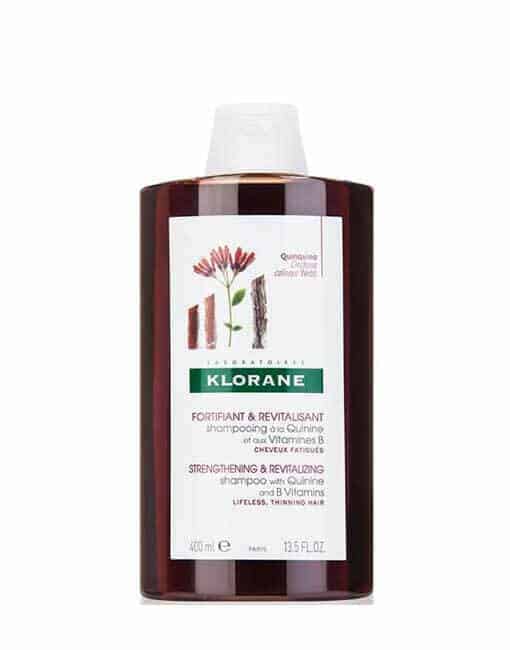 Quinquina
LABORATOIRES
KLORANE
FORTIFIANT & REVITALISANT
shampooing à la Quinine
et aux Vitamines B
CHEVEUX FATIGUÉS
STRENGTHENING & REVITALIZING
shampoo with Quinine
and B Vitamins
LIFELESS, THINNING HAIR
400 ml e PARIS 13.5 FL.OZ.